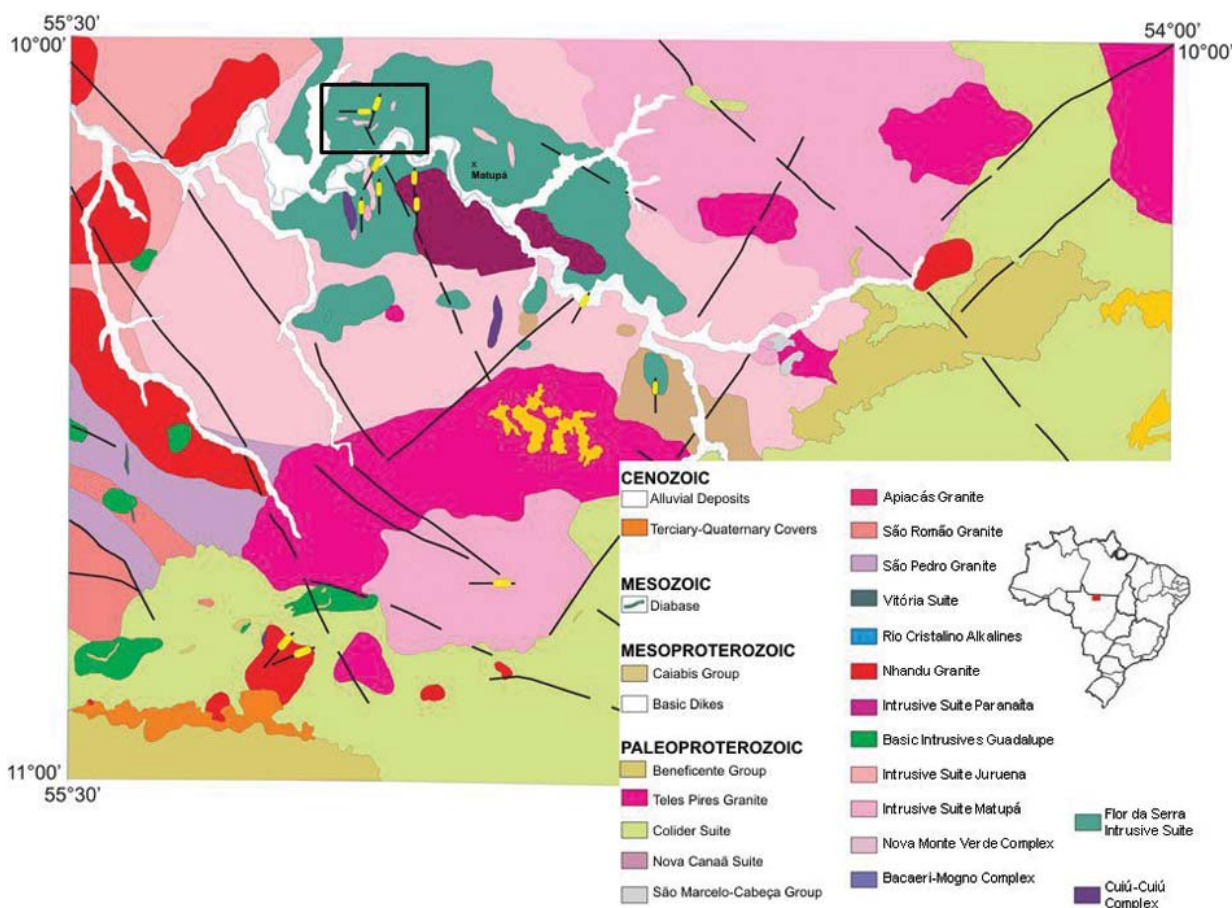 55°30'
10°00'
54°00'
10°00'
x
Matupá
11°00'
55°30'
CENOZOIC
Alluvial Deposits
Terciary-Quaternary Covers
MESOZOIC
Diabase
MESOPROTEROZOIC
Caiabis Group
Basic Dikes
PALEOPROTEROZOIC
Beneficente Group
Teles Pires Granite
Colider Suite
Nova Canaã Suite
São Marcelo-Cabeça Group
Apiacás Granite
São Romão Granite
São Pedro Granite
Vitória Suite
Rio Cristalino Alkalines
Nhandu Granite
Intrusive Suite Paranaíta
Basic Intrusives Guadalupe
Intrusive Suite Juruena
Intrusive Suite Matupá
Nova Monte Verde Complex
Bacaeri-Mogno Complex
Flor da Serra
Intrusive Suite
Cuiú-Cuiú
Complex